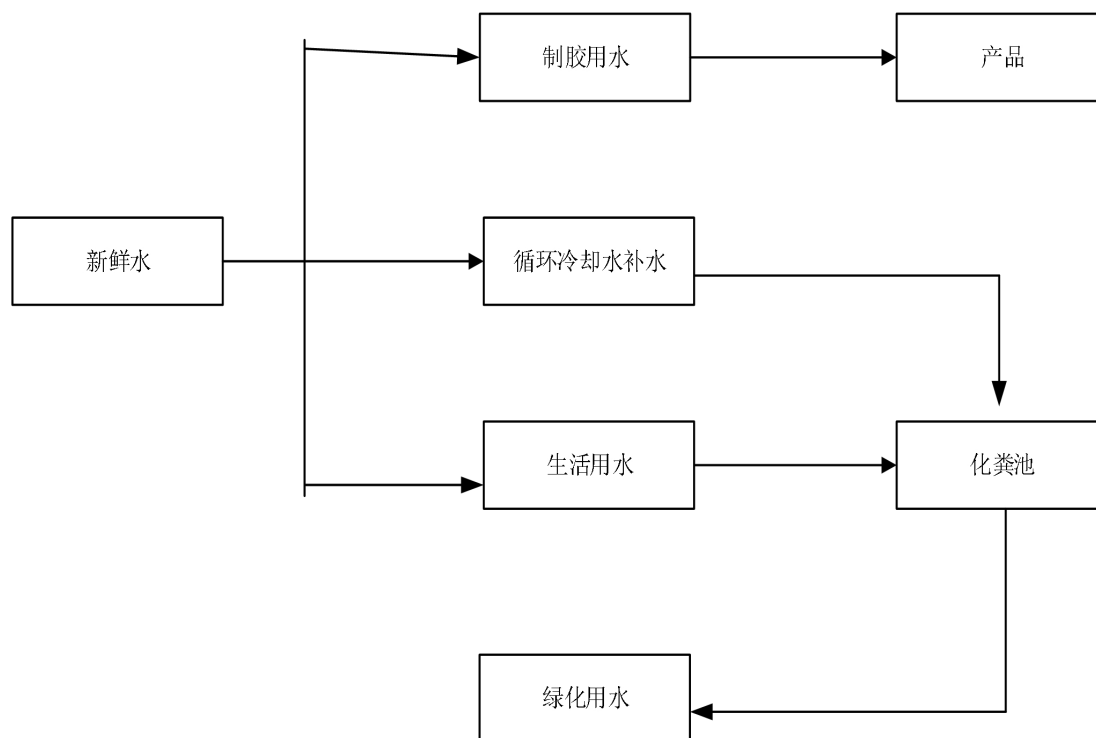 制胶用水
产品
新鲜水
循环冷却水补水
生活用水
化粪池
绿化用水